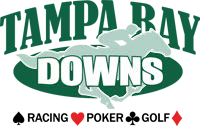 TAMPA BAY
DOWNS
♠ RACING ♥ POKER ♣ GOLF ♦